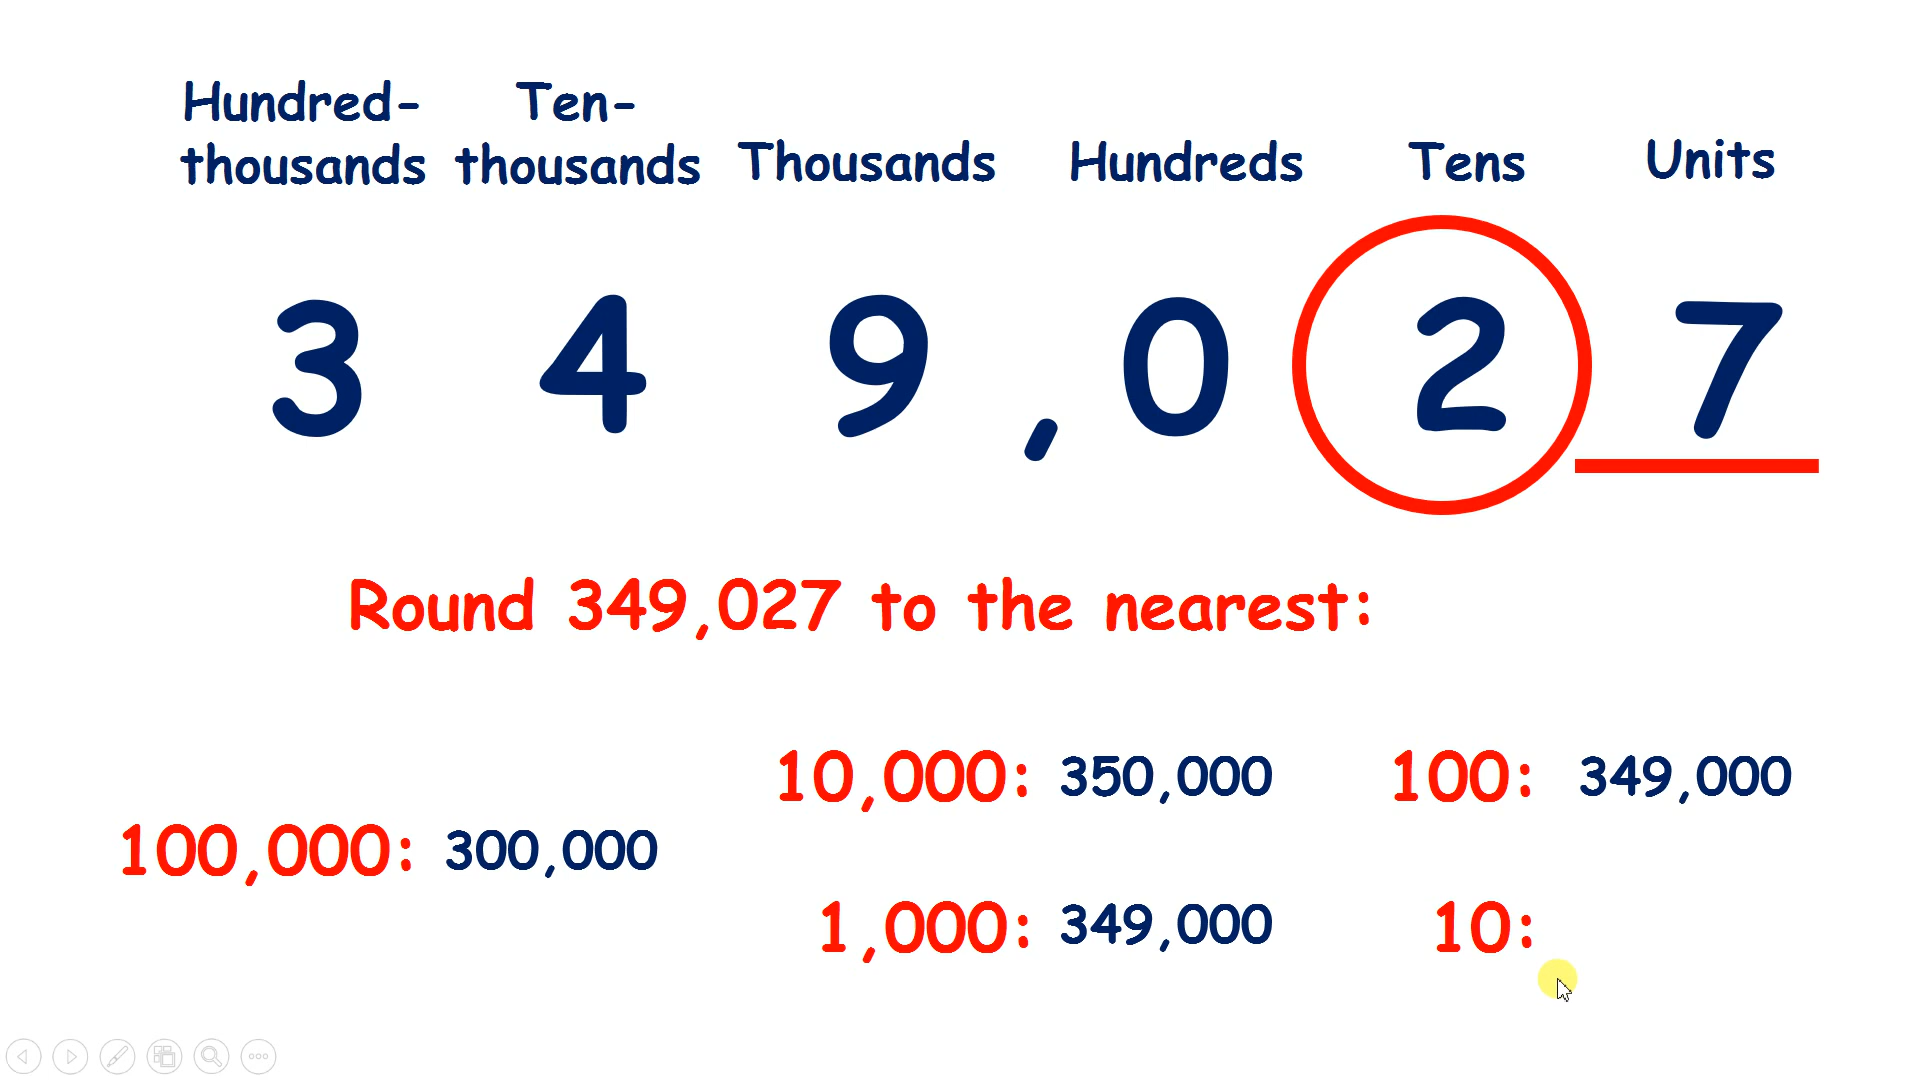 Hundred-
thousands
Ten-
thousands
Thousands
Hundreds
Tens
Units
3 4 9 , 0 2 7
Round 349,027 to the nearest:
100,000: 300,000
10,000: 350,000
1,000: 349,000
100: 349,000
10: